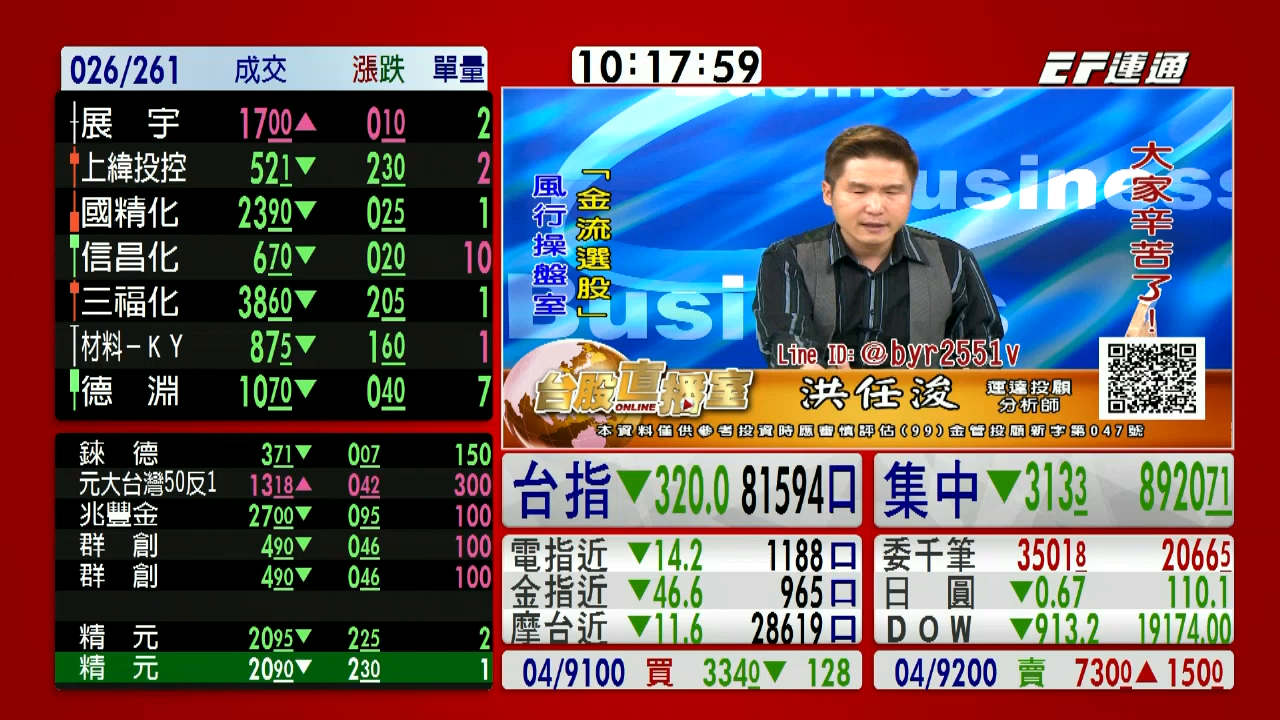 026/261 成交 漲跌 單量
展宇 1700▲ 010 2
上緯投控 521▼ 230 2
國精化 2390▼ 025 1
信昌化 670▼ 020 10
三福化 3860▼ 205 1
材料－KY 875▼ 160 1
德淵 1070▼ 040 7
錸德 371▼ 007 150
元大台灣50反1 1318▲ 042 300
兆豐金 2700▼ 095 100
群創 490▼ 046 100
群創 490▼ 046 100
精元 2095▼ 225 2
精元 2090▼ 230 1
10:17:59
EF運通
Business
Business
Business
「金流選股」
風行操盤室
大家辛苦了!
Line ID: @byr2551v
台股直播室
ONLINE
洪任浚
運達投顧
分析師
本資料僅供參考投資時應審慎評估(99)金管投顧新字第047號
台指▼320.0 81594口
電指近 ▼14.2 1188口
金指近 ▼46.6 965口
摩台近 ▼11.6 28619口
04/9100 買 3340▼ 128
集中▼3133 892071
委千筆 35018 20665
日圓 ▼0.67 110.1
DOW ▼913.2 19174.00
04/9200 賣 7300▲1500